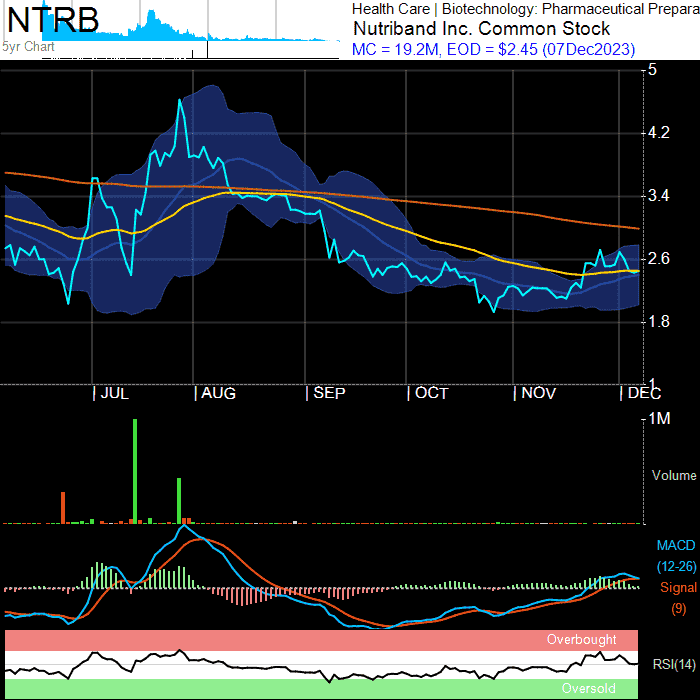 NTRB
5yr Chart
Health Care | Biotechnology: Pharmaceutical Prepara
Nutriband Inc. Common Stock
MC = 19.2M, EOD = $2.45 (07Dec2023)
5
4.2
3.4
2.6
1.8
1
| JUL | AUG | SEP | OCT | NOV | DEC
1M
Volume
MACD
(12-26)
Signal
(9)
Overbought
RSI(14)
Oversold